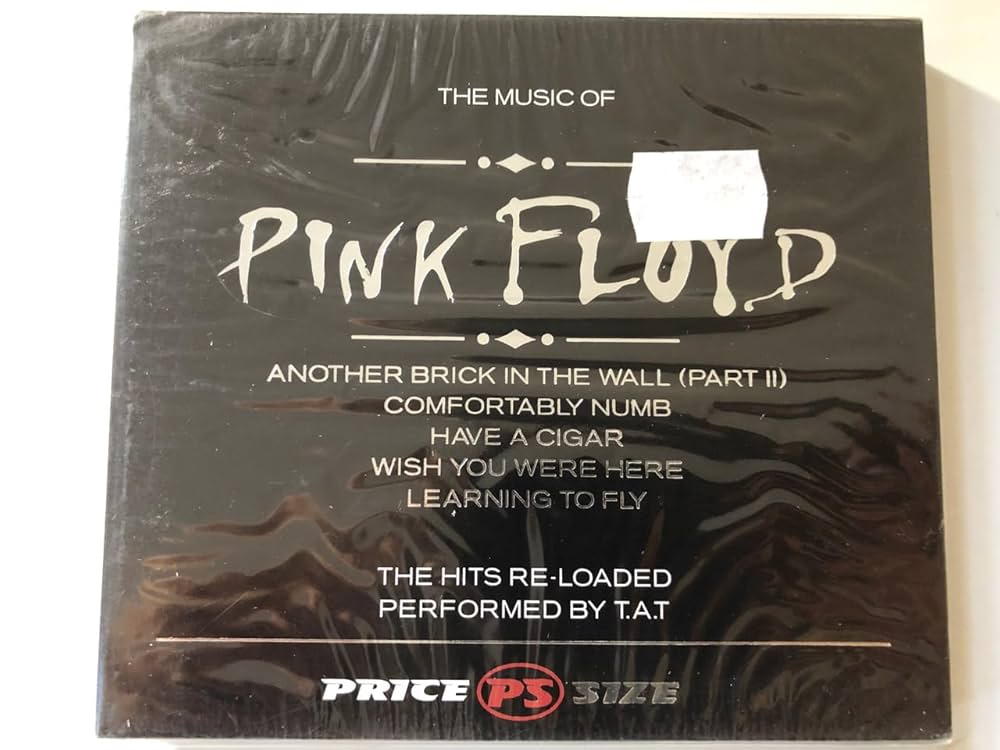 THE MUSIC OF
PINK FLOYD
ANOTHER BRICK IN THE WALL (PART II)
COMFORTABLY NUMB
HAVE A CIGAR
WISH YOU WERE HERE
LEARNING TO FLY
THE HITS RE-LOADED
PERFORMED BY T.A.T
PRICE PS SIZE